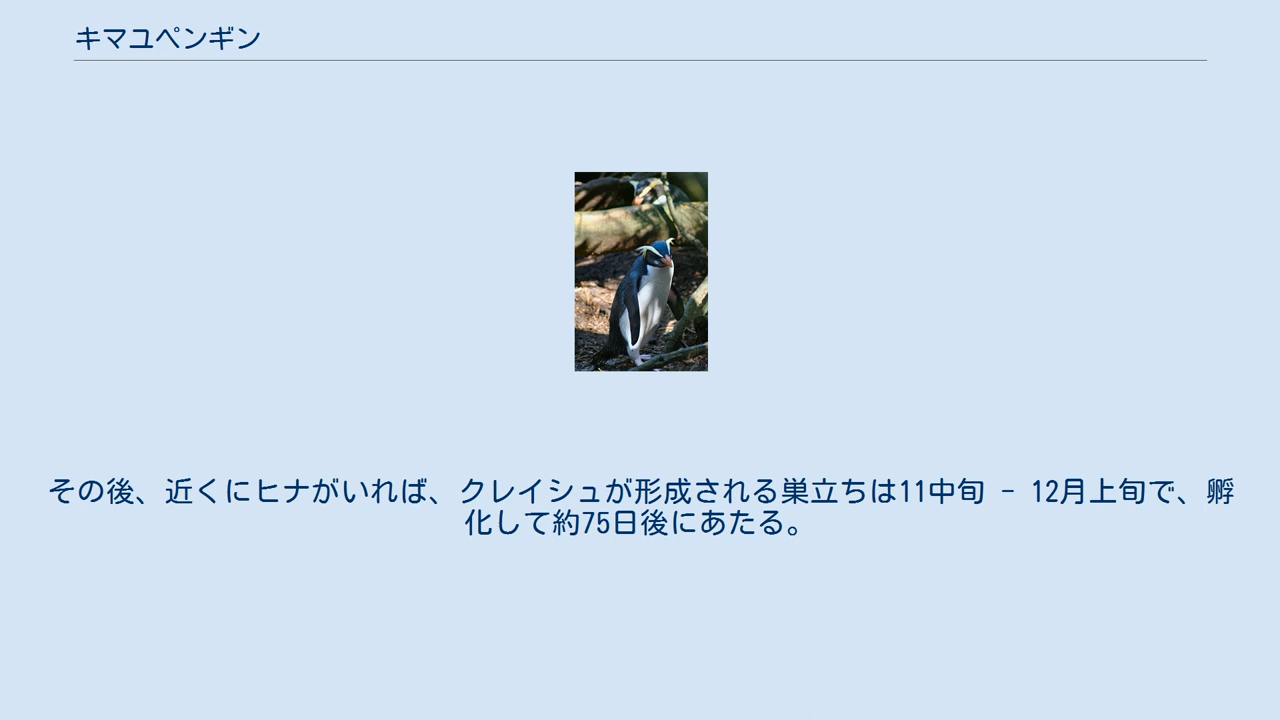 キマユペンギン
その後、近くにヒナがいれば、クレイシュが形成される巣立ちは11中旬 - 12月上旬で、孵
化して約75日後にあたる。